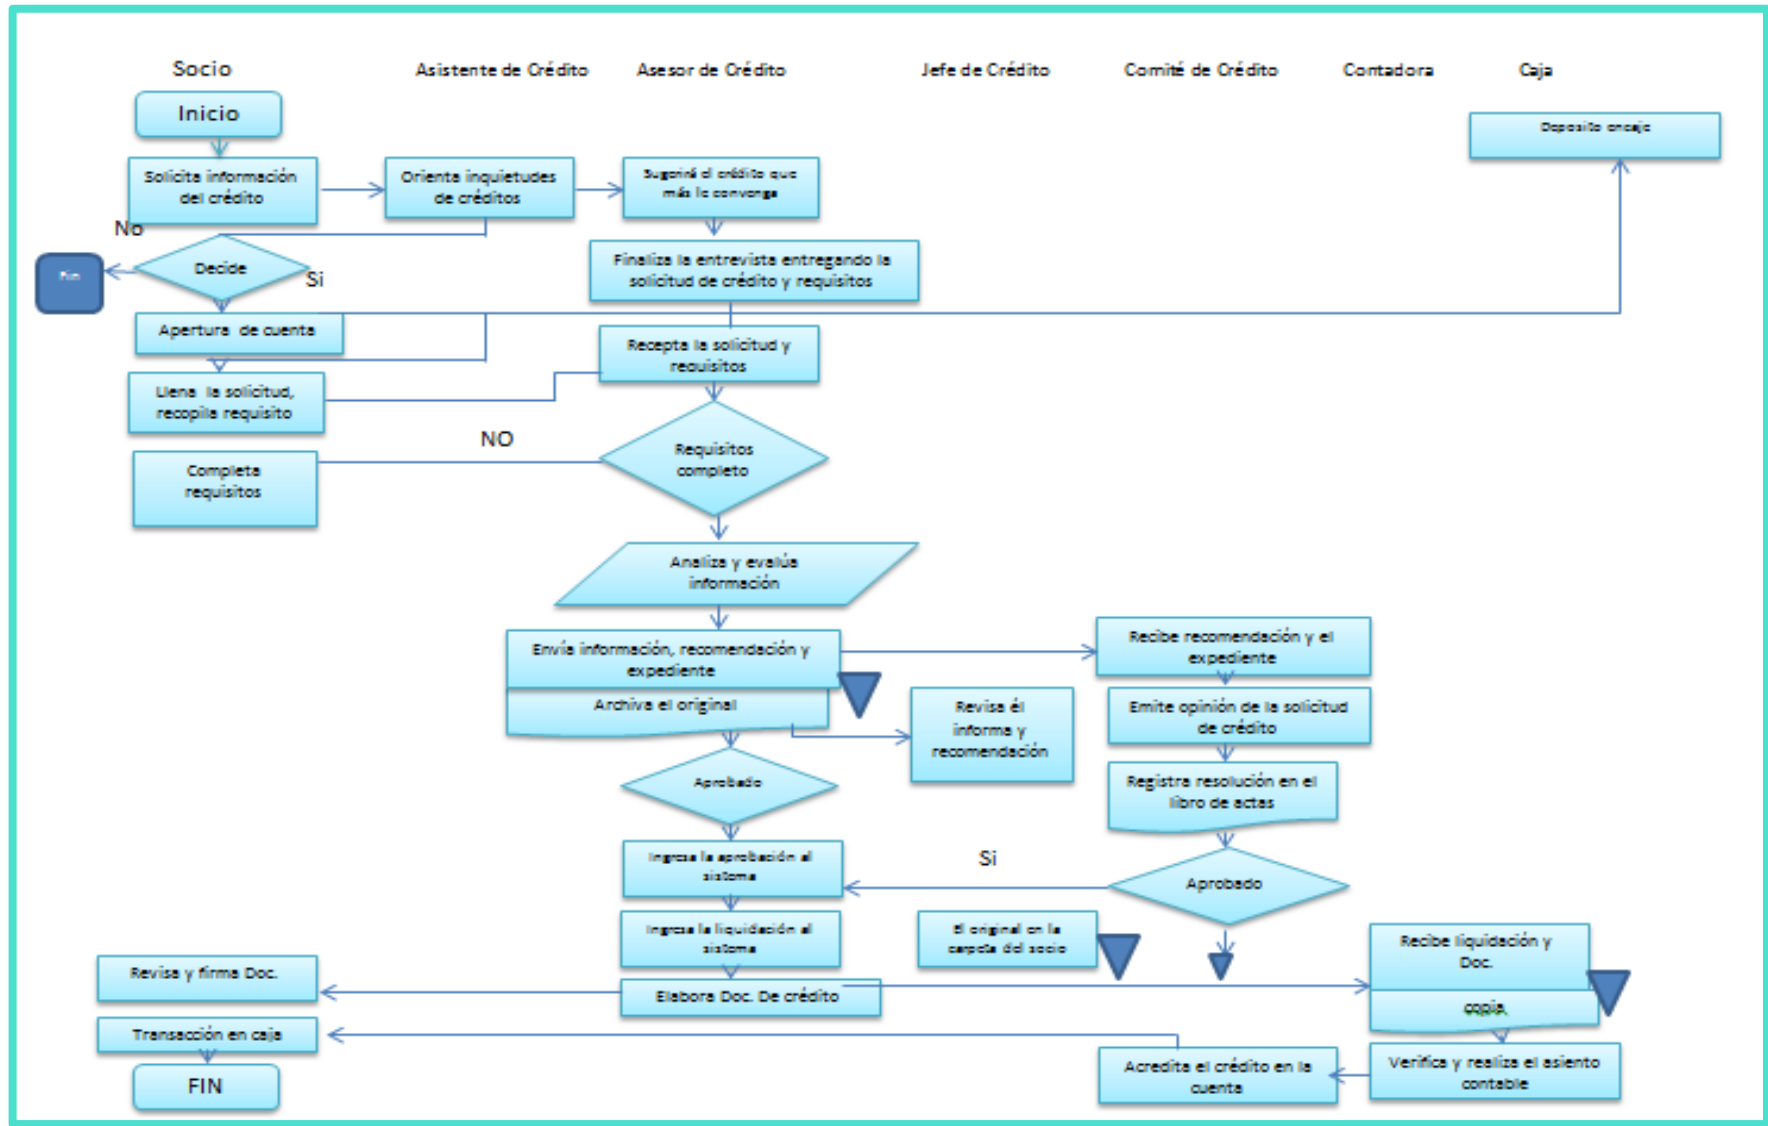 Socio
Asistente de Crédito
Asesor de Crédito
Jefe de Crédito
Comité de Crédito
Contadora
Caja
Inicio
Deposito encaje
Solicita información
del crédito
Orienta inquietudes
de créditos
Sugeriré el crédito que
más le convenga
No
Fin
Decide
Si
Finaliza la entrevista entregando la
solicitud de crédito y requisitos
Apertura de cuenta
Recepta la solicitud y
requisitos
Llena la solicitud,
recopila requisito
NO
Requisitos
completo
Completa
requisitos
Analiza y evalúa
información
Envía información, recomendación y
expediente
Recibe recomendación y el
expediente
Archiva el original
Revisa él
informa y
recomendación
Emite opinión de la solicitud
de crédito
Aprobado
Registra resolución en el
libro de actas
Ingresa la aprobación al
sistema
Si
Aprobado
Ingresa la liquidación al
sistema
El original en la
carpeta del socio
Recibe liquidación y
Doc.
Revisa y firma Doc.
Elabora Doc. De crédito
copia
Transacción en caja
Acredita el crédito en la
cuenta
Verifica y realiza el asiento
contable
FIN